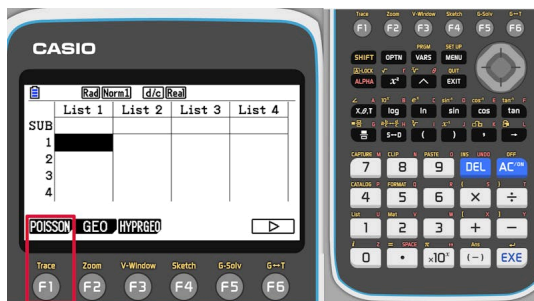 CASIO
Rad Norm1 d/c Real
List 1 List 2 List 3 List 4
SUB
1
2
3
4
POISSON GEO HYPRGEO
Trace Zoom V-Window Sketch G-Solv G↔T
F1 F2 F3 F4 F5 F6
Trace Zoom V-Window Sketch G-Solv G↔T
F1 F2 F3 F4 F5 F6
PRGM SET UP
SHIFT OPTN VARS MENU
A-LOCK QUIT
ALPHA x² ^ EXIT
X,θ,T log ln sin cos tan
S↔D ( ) , →
CAPTURE M CLIP N PASTE O INS UNDO OFF
7 8 9 DEL AC/ON
CATALOG P FORMAT Q
4 5 6 × ÷
List U Mat V
1 2 3 + −
i Z = SPACE π Ans
0 • ×10ˣ (−) EXE